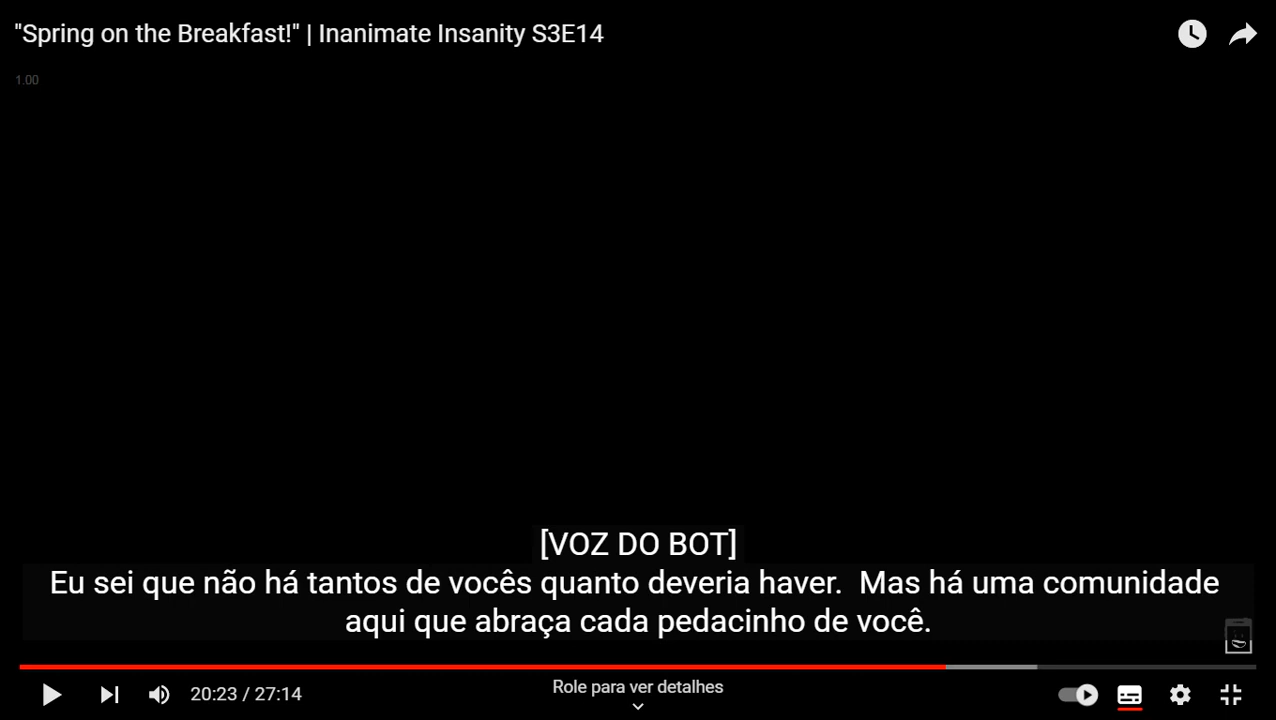 "Spring on the Breakfast!" | Inanimate Insanity S3E14
1.00
[VOZ DO BOT]
Eu sei que não há tantos de vocês quanto deveria haver.  Mas há uma comunidade
aqui que abraça cada pedacinho de você.
20:23 / 27:14
Role para ver detalhes